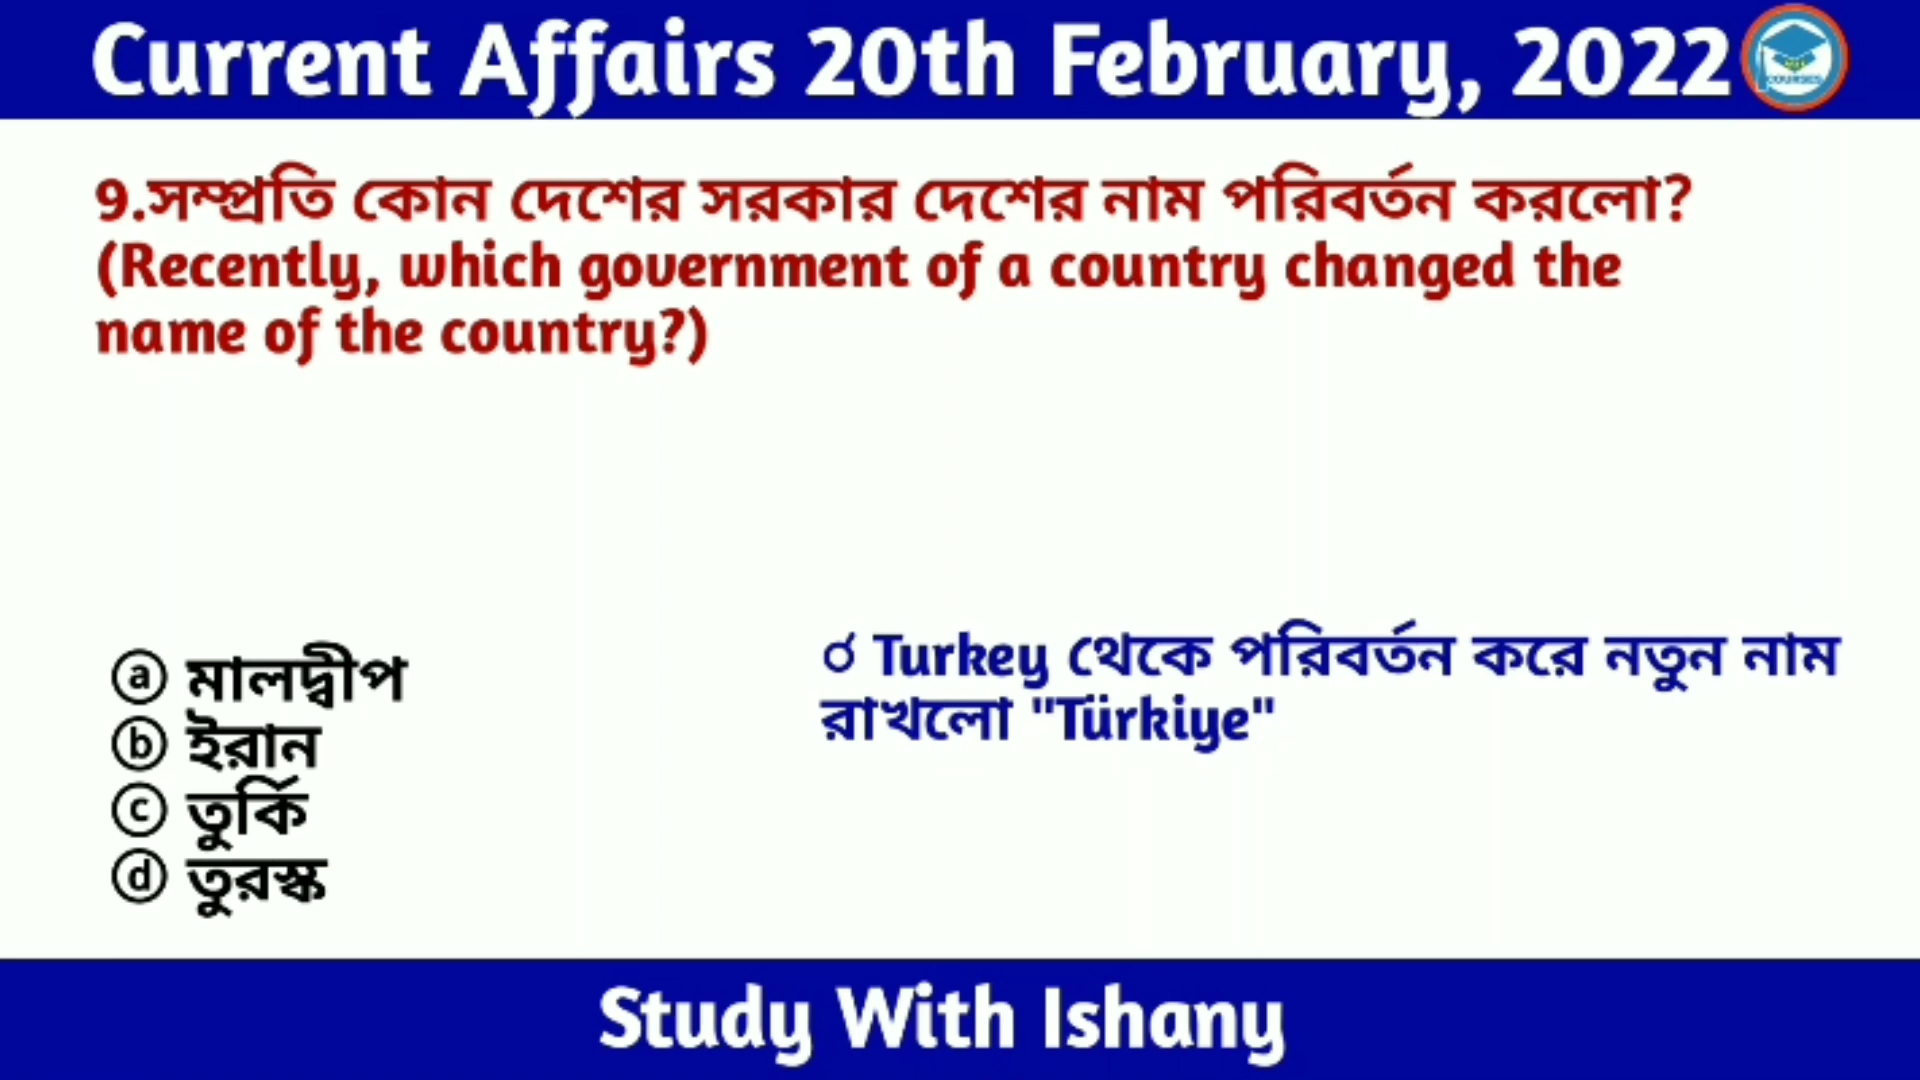 Current Affairs 20th February, 2022
COURSES
9.সম্প্রতি কোন দেশের সরকার দেশের নাম পরিবর্তন করলো?
(Recently, which government of a country changed the
name of the country?)
ⓐ মালদ্বীপ
ⓑ ইরান
ⓒ তুর্কি
ⓓ তুরস্ক
Turkey থেকে পরিবর্তন করে নতুন নাম
রাখলো "Türkiye"
Study With Ishany